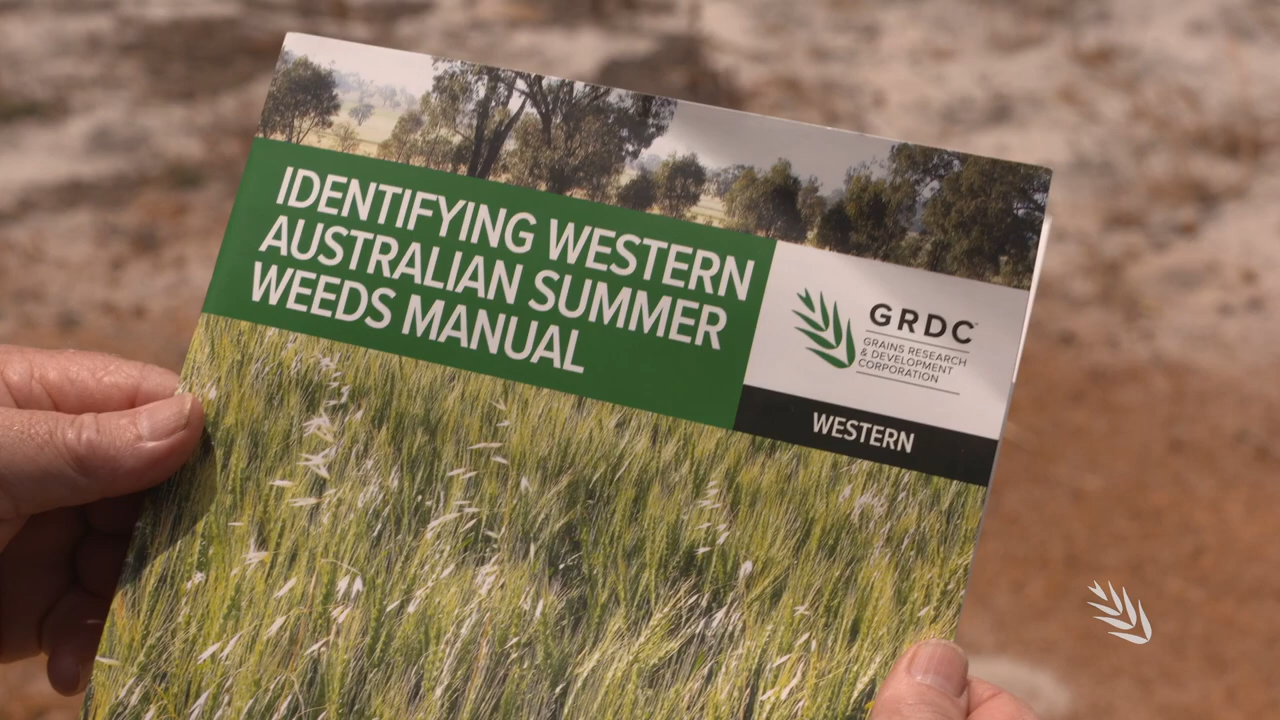 IDENTIFYING WESTERN
AUSTRALIAN SUMMER
WEEDS MANUAL
GRDC
GRAINS RESEARCH
& DEVELOPMENT
CORPORATION
WESTERN